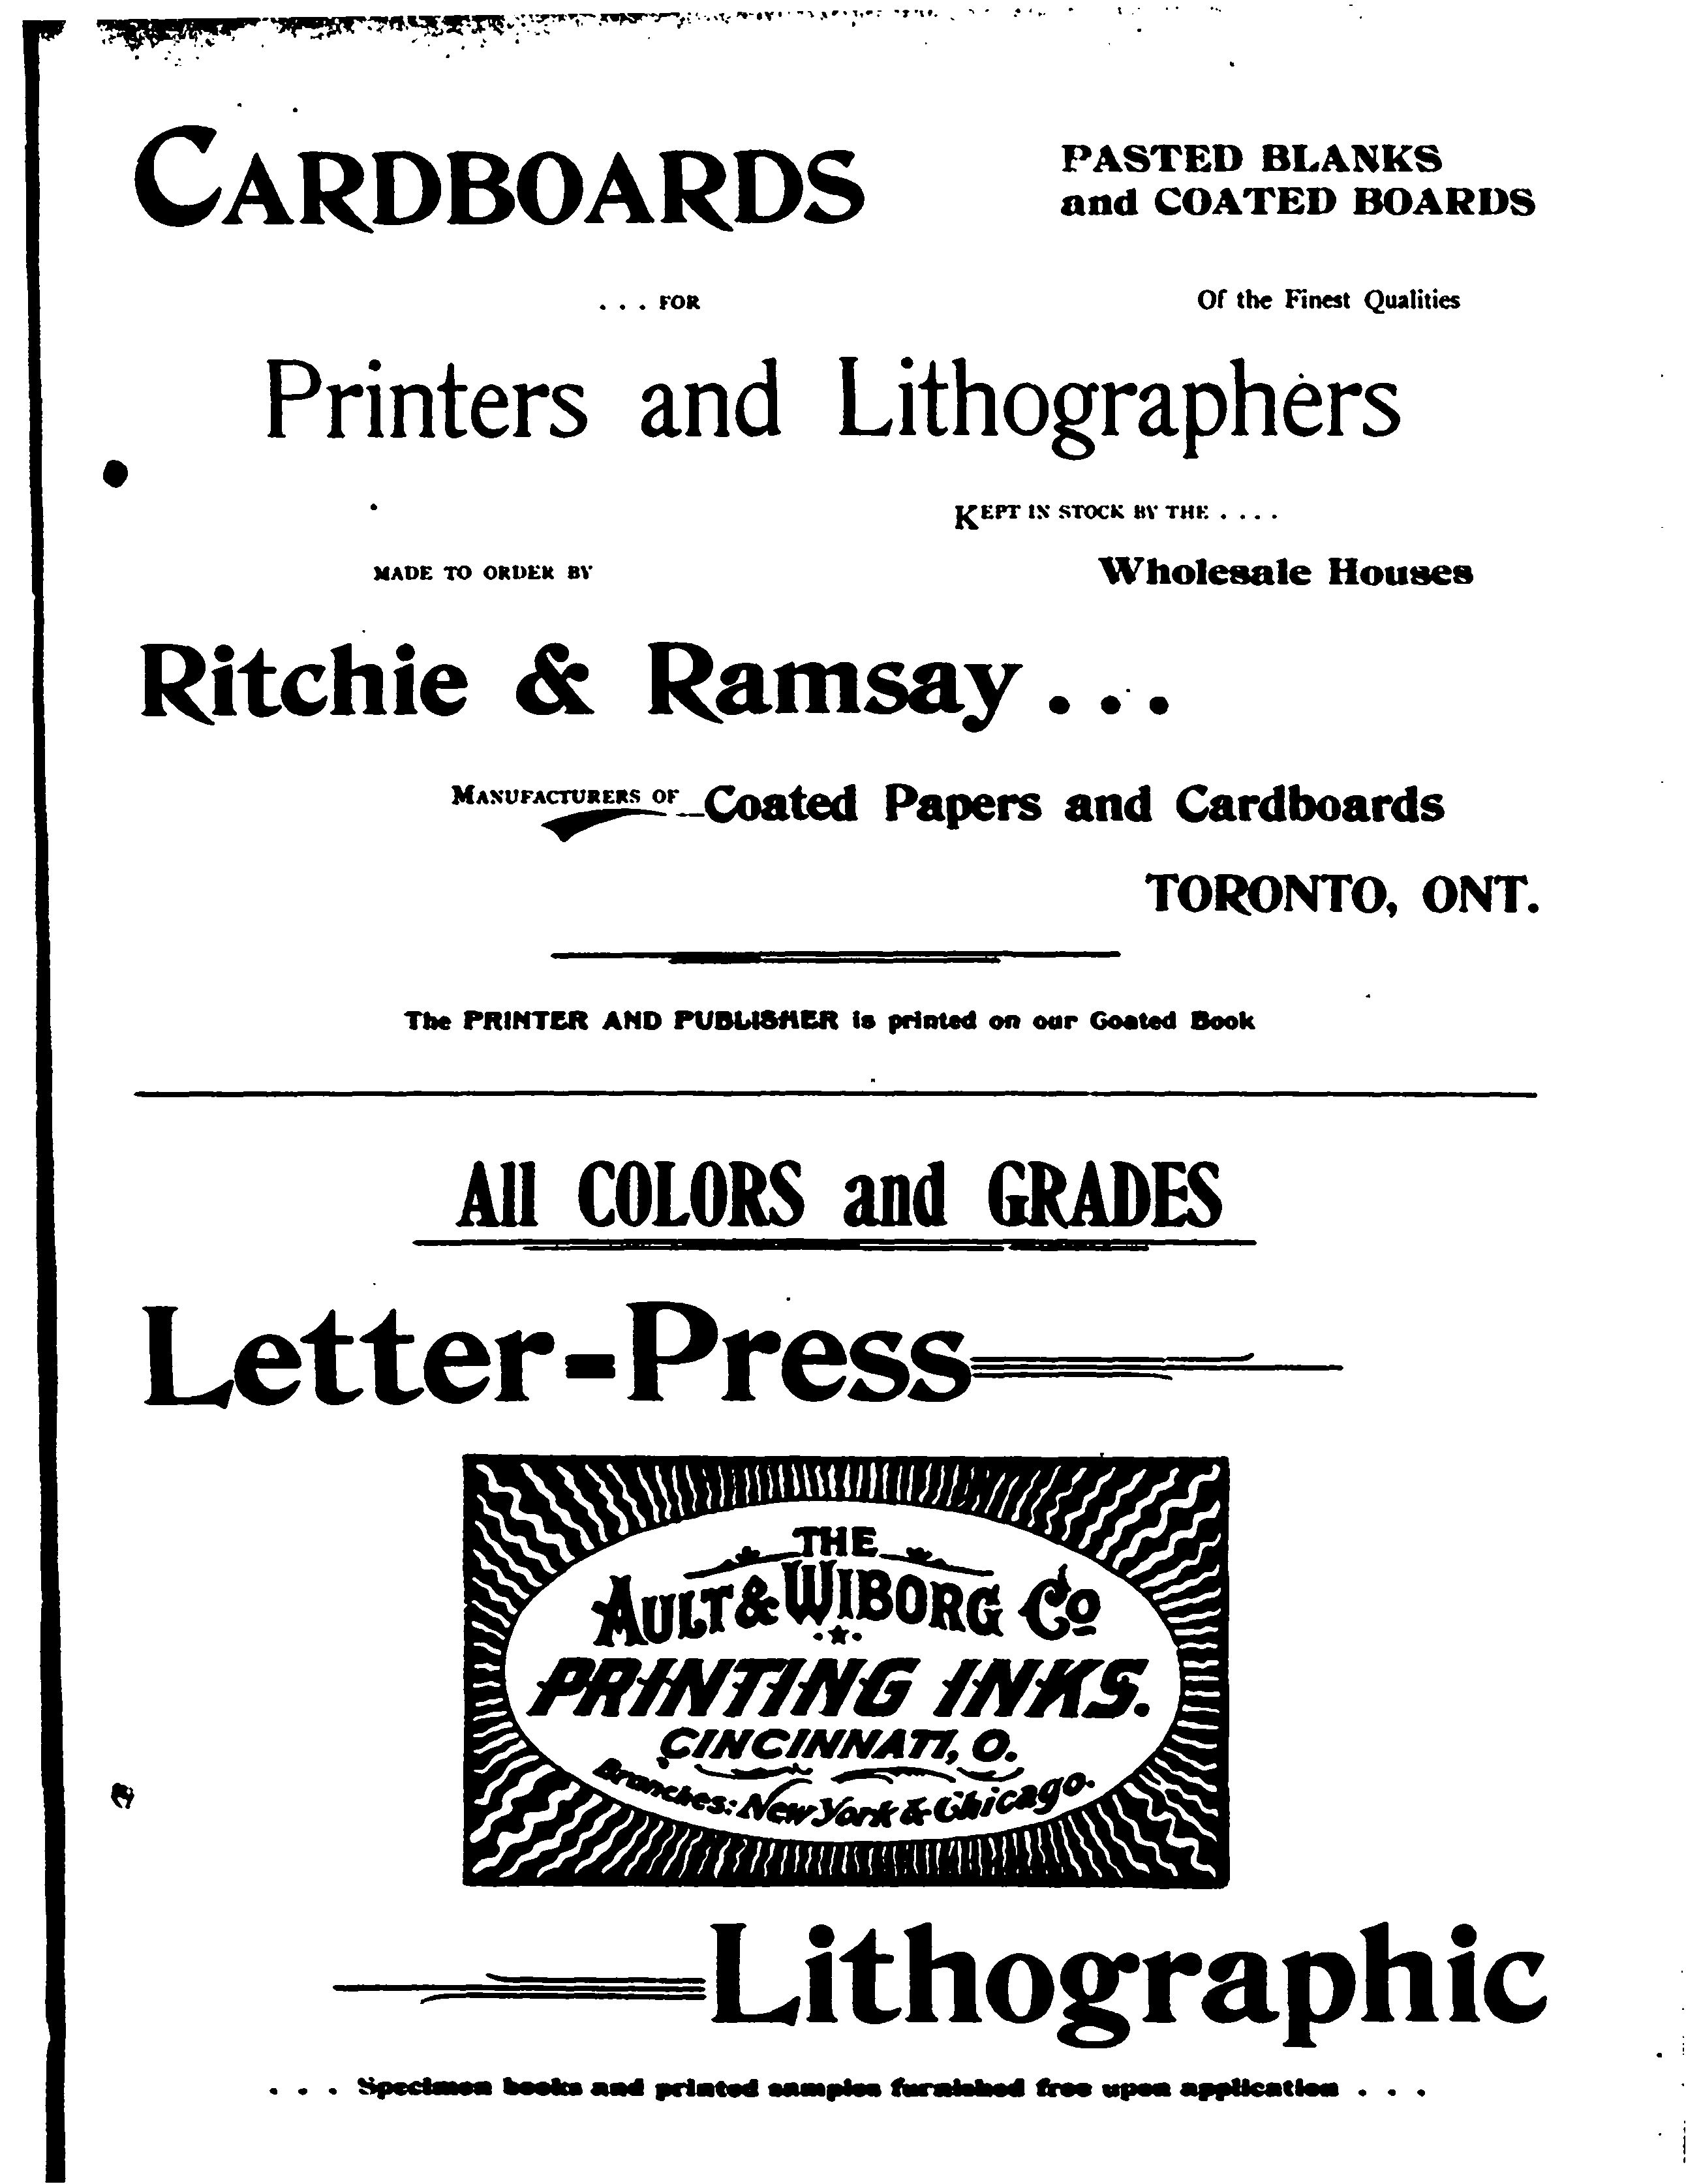 CARDBOARDS
PASTED BLANKS
and COATED BOARDS
. . . FOR
Of the Finest Qualities
Printers and Lithographers
KEPT IN STOCK BY THE . . . .
MADE TO ORDER BY
Wholesale Houses
Ritchie & Ramsay . . .
MANUFACTURERS OF Coated Papers and Cardboards
TORONTO, ONT.
The PRINTER AND PUBLISHER is printed on our Coated Book
All COLORS and GRADES
Letter-Press
THE
AULT & WIBORG Co
PRINTING INKS.
CINCINNATI, O.
Branches: New York & Chicago.
Lithographic
. . . Specimen books and printed samples furnished free upon application . . .